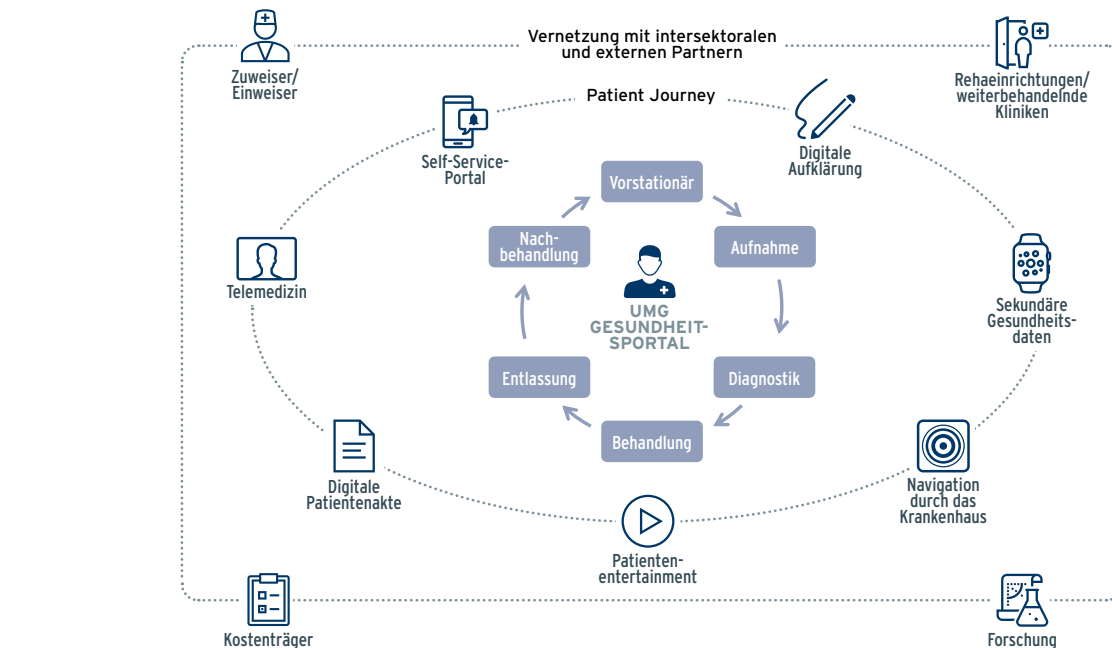 Vernetzung mit intersektoralen
und externen Partnern
Zuweiser/
Einweiser
Rehaeinrichtungen/
weiterbehandelnde
Kliniken
Patient Journey
Self-Service-
Portal
Digitale
Aufklärung
Vorstationär
Nach-
behandlung
Aufnahme
Telemedizin
UMG
GESUNDHEIT-
SPORTAL
Sekundäre
Gesundheits-
daten
Entlassung
Diagnostik
Behandlung
Digitale
Patientenakte
Navigation
durch das
Krankenhaus
Patienten-
entertainment
Kostenträger
Forschung